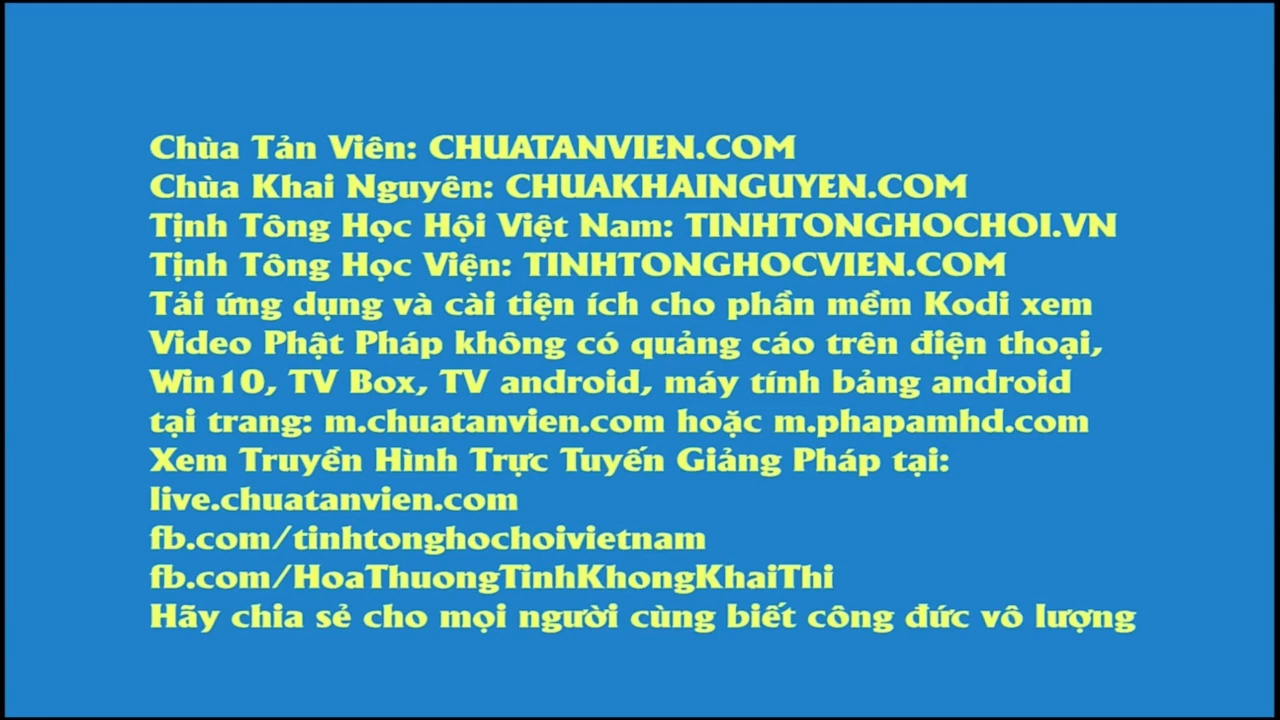 Chùa Tản Viên: CHUATANVIEN.COM
Chùa Khai Nguyên: CHUAKHAINGUYEN.COM
Tịnh Tông Học Hội Việt Nam: TINHTONGHOCHOI.VN
Tịnh Tông Học Viện: TINHTONGHOCVIEN.COM
Tải ứng dụng và cài tiện ích cho phần mềm Kodi xem
Video Phật Pháp không có quảng cáo trên điện thoại,
Win10, TV Box, TV android, máy tính bảng android
tại trang: m.chuatanvien.com hoặc m.phapamhd.com
Xem Truyền Hình Trực Tuyến Giảng Pháp tại:
live.chuatanvien.com
fb.com/tinhtonghochoivietnam
fb.com/HoaThuongTinhKhongKhaiThi
Hãy chia sẻ cho mọi người cùng biết công đức vô lượng